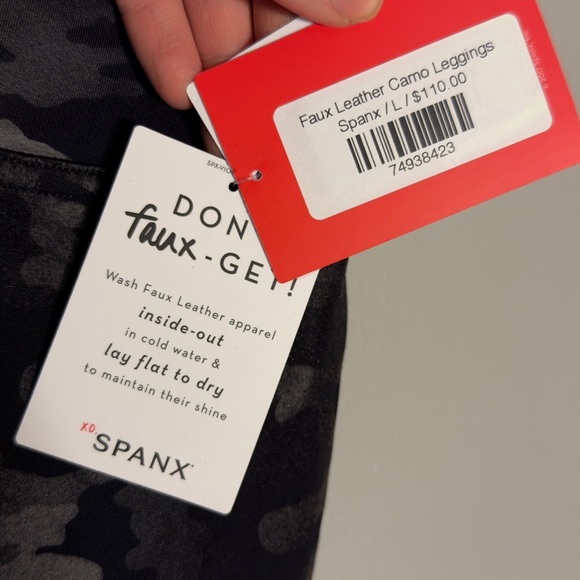 Faux Leather Camo Leggings
Spanx / L / $110.00
74938423
DON
faux-GET!
Wash Faux Leather apparel
inside-out
in cold water &
lay flat to dry
to maintain their shine
xo,
SPANX